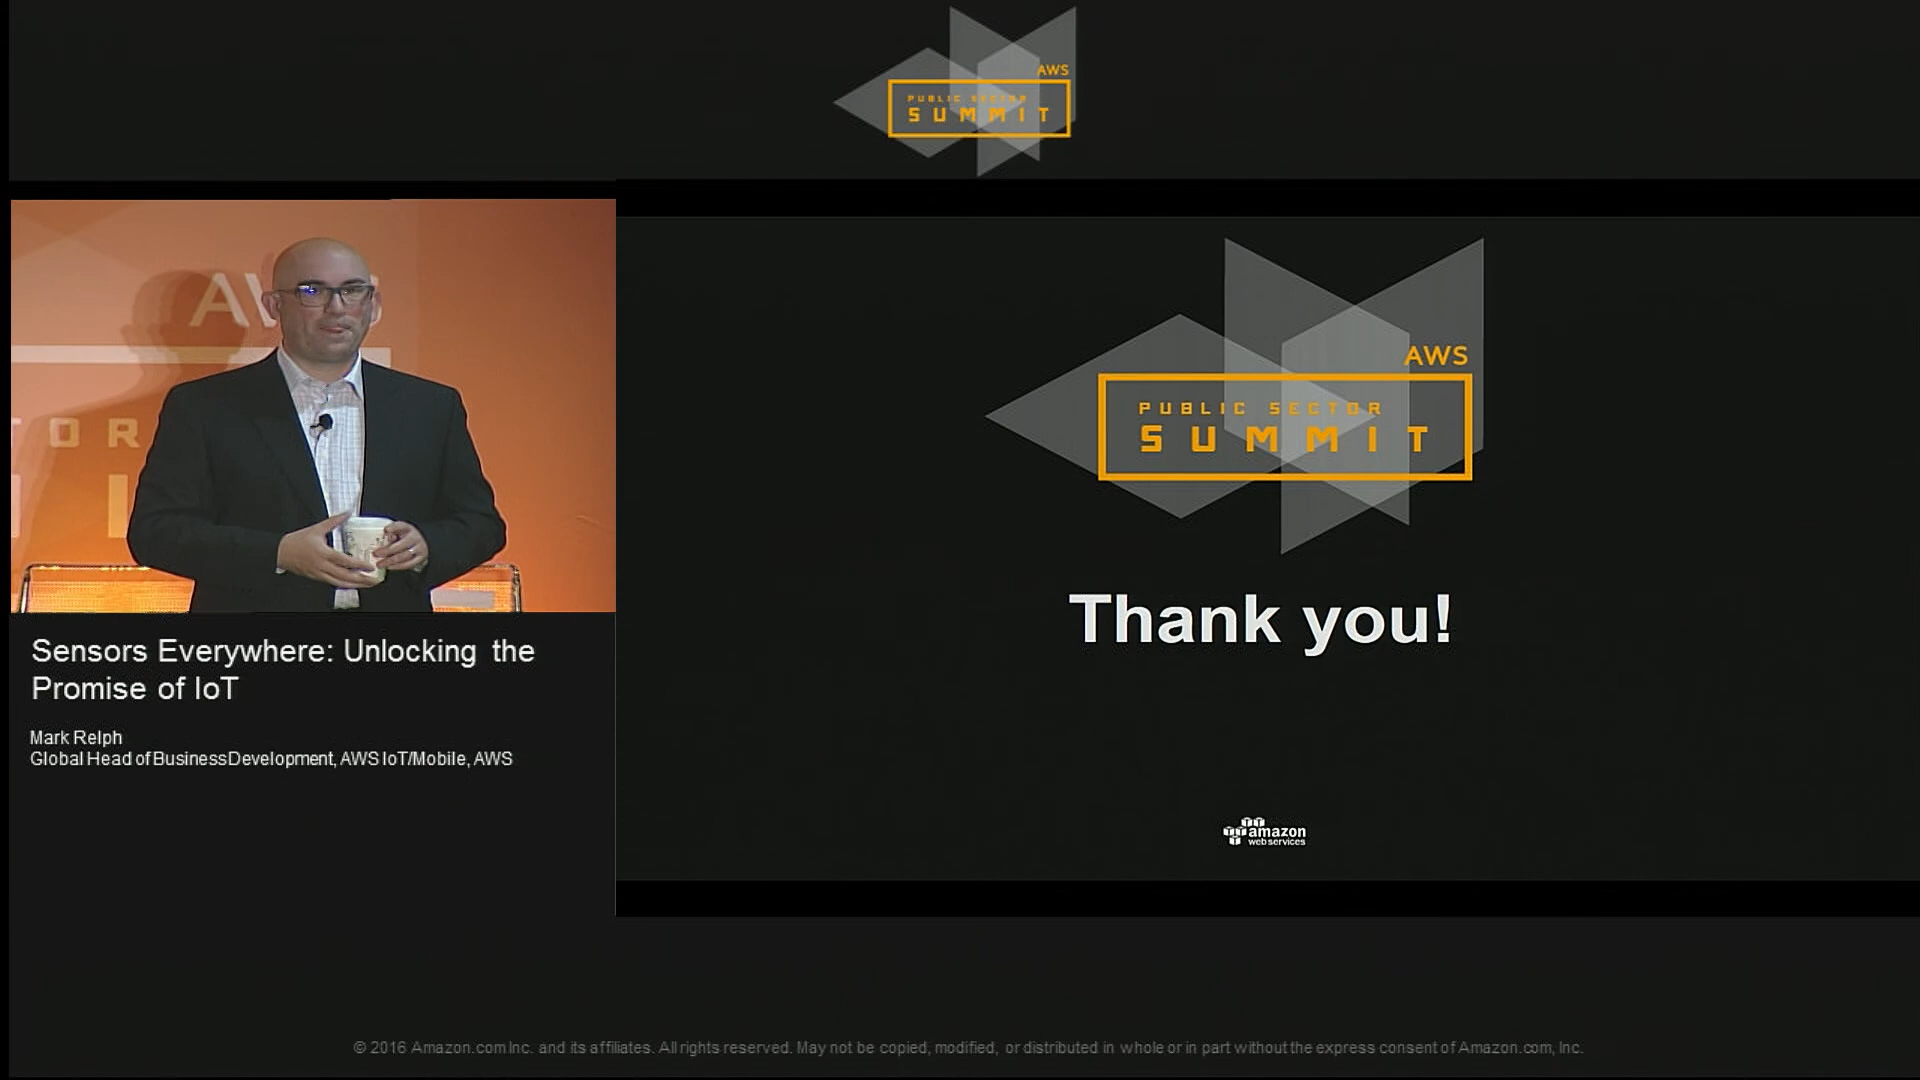 AWS
PUBLIC SECTOR
SUMMIT
AWS
TOR
I
AWS
PUBLIC SECTOR
SUMMIT
Thank you!
amazon
web services
Sensors Everywhere: Unlocking the
Promise of IoT
Mark Relph
Global Head of Business Development, AWS IoT/Mobile, AWS
© 2016 Amazon.com Inc. and its affiliates. All rights reserved. May not be copied, modified, or distributed in whole or in part without the express consent of Amazon.com, Inc.